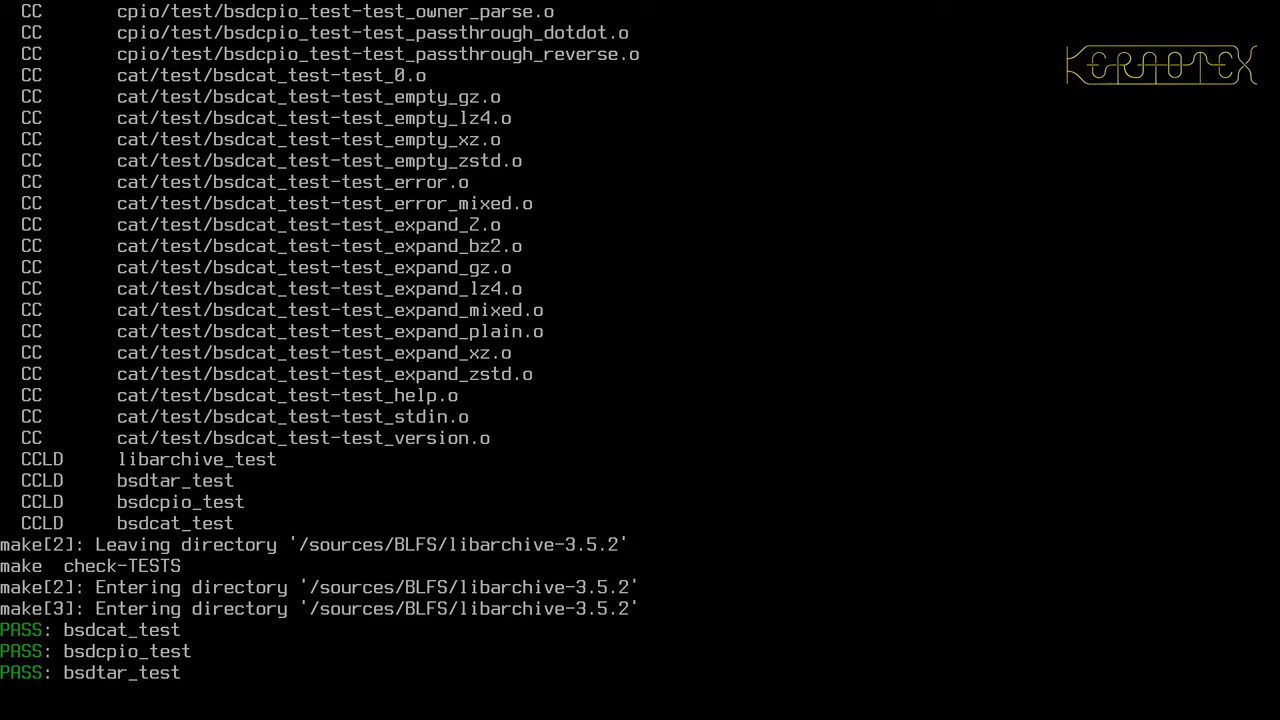 CC cpio/test/bsdcpio_test-test_owner_parse.o
CC cpio/test/bsdcpio_test-test_passthrough_dotdot.o
CC cpio/test/bsdcpio_test-test_passthrough_reverse.o
CC cat/test/bsdcat_test-test_0.o
CC cat/test/bsdcat_test-test_empty_gz.o
CC cat/test/bsdcat_test-test_empty_lz4.o
CC cat/test/bsdcat_test-test_empty_xz.o
CC cat/test/bsdcat_test-test_empty_zstd.o
CC cat/test/bsdcat_test-test_error.o
CC cat/test/bsdcat_test-test_error_mixed.o
CC cat/test/bsdcat_test-test_expand_Z.o
CC cat/test/bsdcat_test-test_expand_bz2.o
CC cat/test/bsdcat_test-test_expand_gz.o
CC cat/test/bsdcat_test-test_expand_lz4.o
CC cat/test/bsdcat_test-test_expand_mixed.o
CC cat/test/bsdcat_test-test_expand_plain.o
CC cat/test/bsdcat_test-test_expand_xz.o
CC cat/test/bsdcat_test-test_expand_zstd.o
CC cat/test/bsdcat_test-test_help.o
CC cat/test/bsdcat_test-test_stdin.o
CC cat/test/bsdcat_test-test_version.o
CCLD libarchive_test
CCLD bsdtar_test
CCLD bsdcpio_test
CCLD bsdcat_test
make[2]: Leaving directory '/sources/BLFS/libarchive-3.5.2'
make check-TESTS
make[2]: Entering directory '/sources/BLFS/libarchive-3.5.2'
make[3]: Entering directory '/sources/BLFS/libarchive-3.5.2'
PASS: bsdcat_test
PASS: bsdcpio_test
PASS: bsdtar_test